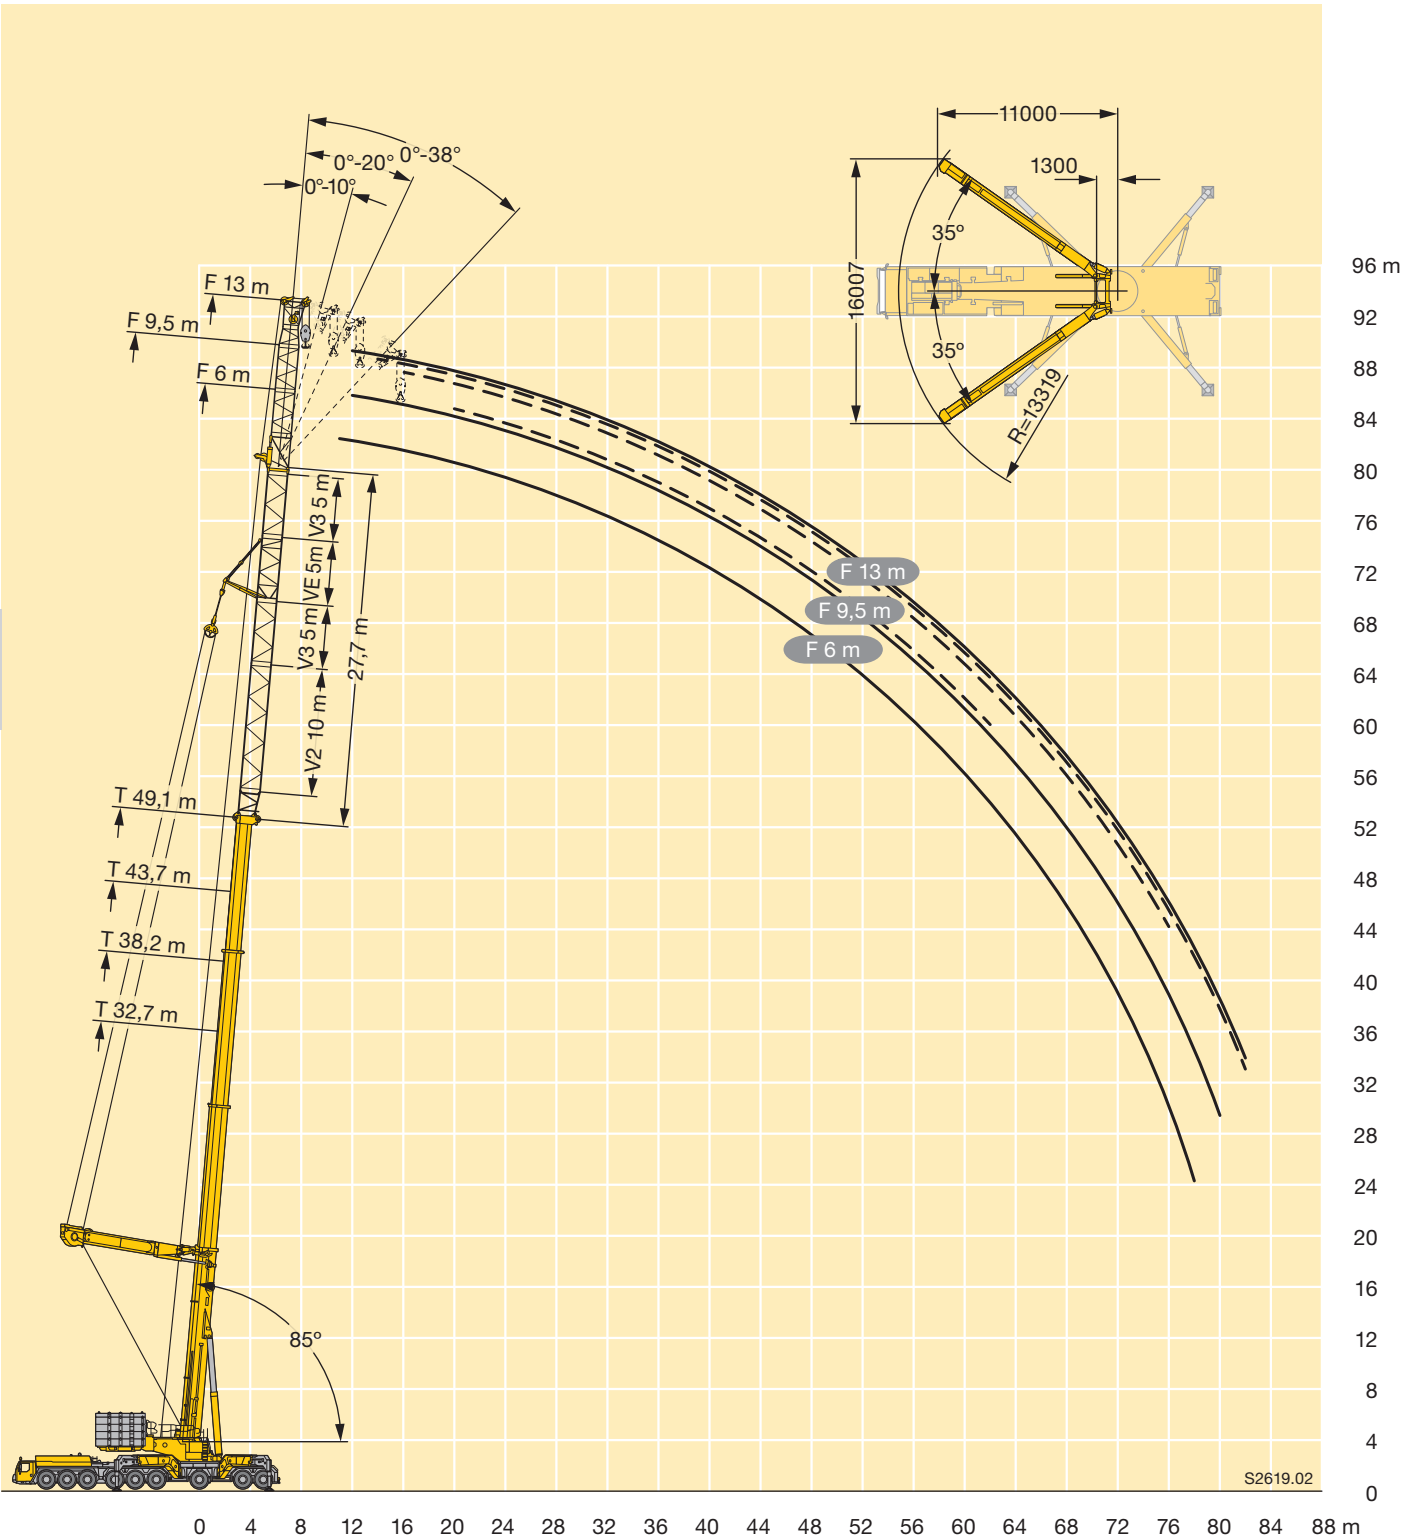 11000
1300
0°-20°
0°-38°
0°-10°
35°
16007
35°
R=13319
F 13 m
F 9,5 m
F 6 m
V3 5 m
VE 5m
V3 5 m
V2 10 m
27,7 m
T 49,1 m
T 43,7 m
T 38,2 m
T 32,7 m
85°
F 13 m
F 9,5 m
F 6 m
96 m
92
88
84
80
76
72
68
64
60
56
52
48
44
40
36
32
28
24
20
16
12
8
4
0
S2619.02
0 4 8 12 16 20 24 28 32 36 40 44 48 52 56 60 64 68 72 76 80 84 88 m